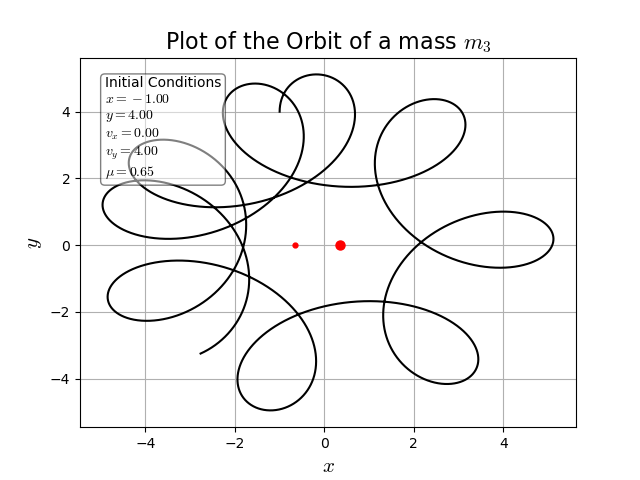 Plot of the Orbit of a mass m₃
Initial Conditions
x = −1.00
y = 4.00
vₓ = 0.00
v_y = 4.00
μ = 0.65
4
2
0
−2
−4
y
−4 −2 0 2 4
x